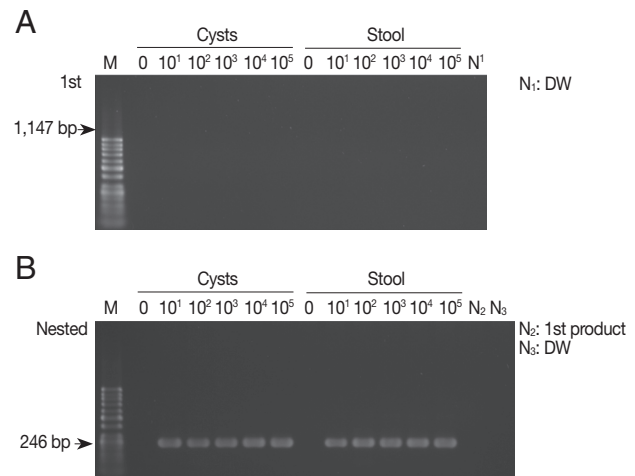 A
Cysts Stool
M 0 10¹ 10² 10³ 10⁴ 10⁵ 0 10¹ 10² 10³ 10⁴ 10⁵ N¹
1st
N₁: DW
1,147 bp
B
Cysts Stool
M 0 10¹ 10² 10³ 10⁴ 10⁵ 0 10¹ 10² 10³ 10⁴ 10⁵ N₂ N₃
Nested
N₂: 1st product
N₃: DW
246 bp